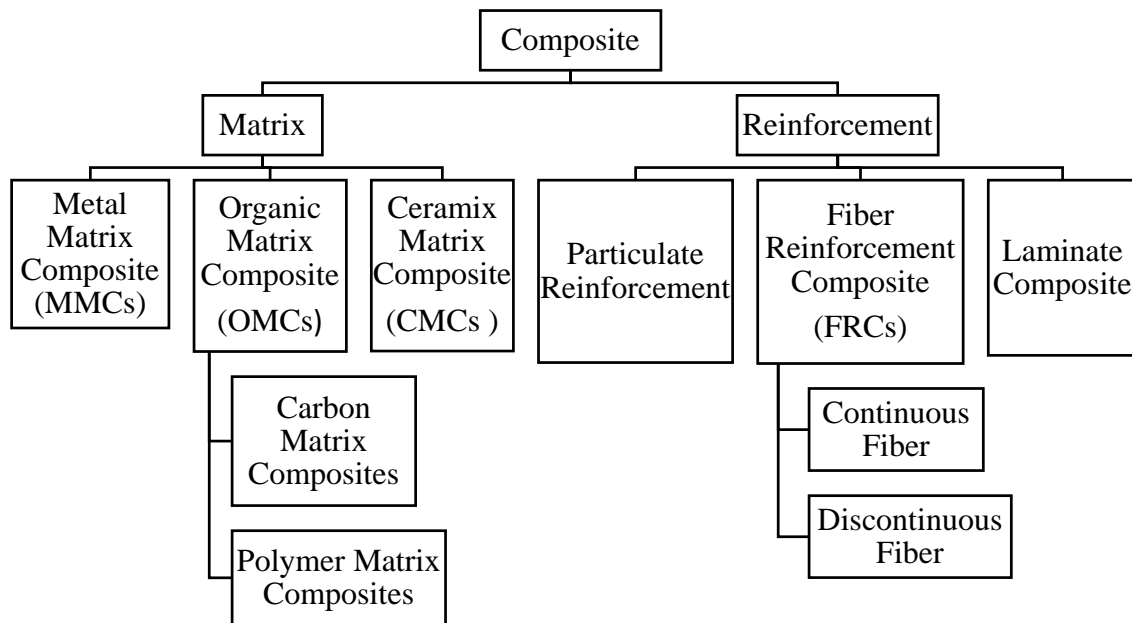 Composite
Matrix
Reinforcement
Metal
Matrix
Composite
(MMCs)
Organic
Matrix
Composite
(OMCs)
Ceramix
Matrix
Composite
(CMCs )
Particulate
Reinforcement
Fiber
Reinforcement
Composite
(FRCs)
Laminate
Composite
Carbon
Matrix
Composites
Polymer Matrix
Composites
Continuous
Fiber
Discontinuous
Fiber